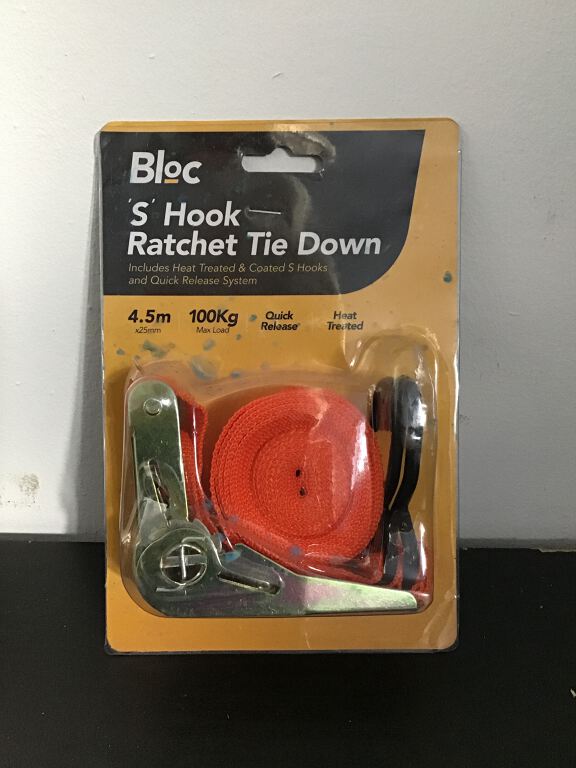 Bloc
'S' Hook
Ratchet Tie Down
Includes Heat Treated & Coated S Hooks
and Quick Release System
4.5m
x25mm
100Kg
Max Load
Quick
Release
Heat
Treated